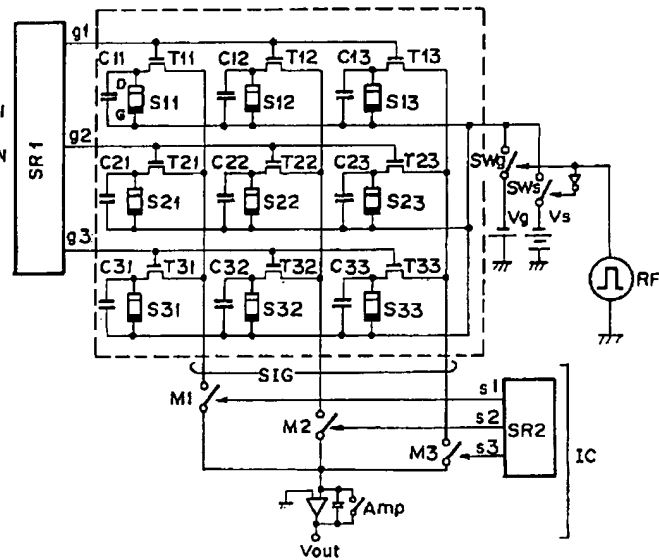 g1
C11 T11 C12 T12 C13 T13
D
G
S11 S12 S13
SR1
g2
C21 T21 C22 T22 C23 T23
S21 S22 S23
SWg
SWs
Vg Vs
RF
g3
C31 T31 C32 T32 C33 T33
S31 S32 S33
SIG
M1 s1
M2 s2
SR2
M3 s3
IC
Amp
Vout